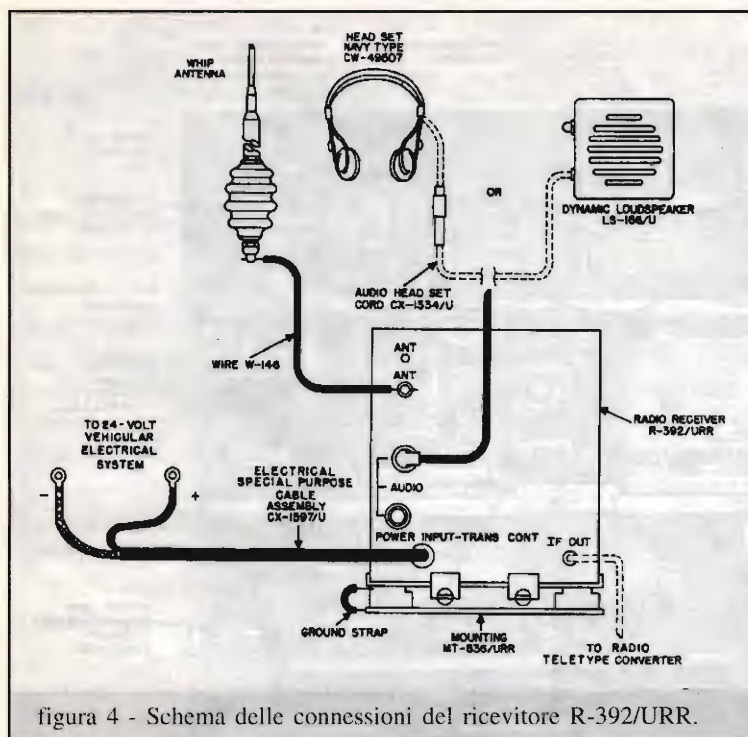 HEAD SET
NAVY TYPE
CW-49507
WHIP
ANTENNA
OR
DYNAMIC LOUDSPEAKER
LS-166/U
AUDIO HEAD SET
CORD CX-1334/U
WIRE W-146
ANT
ANT
RADIO RECEIVER
R-392/URR
TO 24-VOLT
VEHICULAR
ELECTRICAL
SYSTEM
-
+
ELECTRICAL
SPECIAL PURPOSE
CABLE
ASSEMBLY
CX-1597/U
AUDIO
POWER INPUT-TRANS CONT
IF OUT
GROUND STRAP
MOUNTING
MT-836/URR
TO RADIO
TELETYPE CONVERTER
figura 4 - Schema delle connessioni del ricevitore R-392/URR.